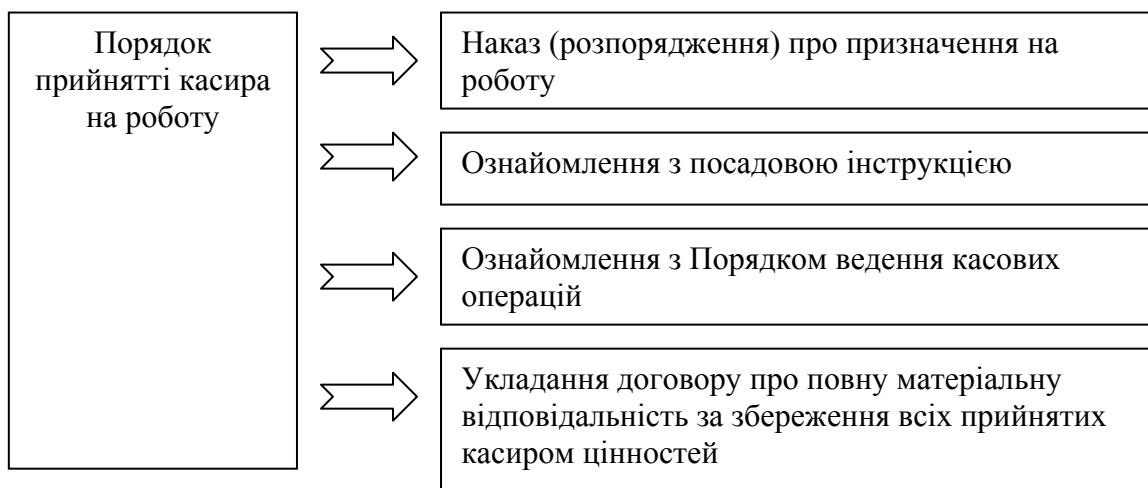 Порядок
прийнятті касира
на роботу
Наказ (розпорядження) про призначення на
роботу
Ознайомлення з посадовою інструкцією
Ознайомлення з Порядком ведення касових
операцій
Укладання договору про повну матеріальну
відповідальність за збереження всіх прийнятих
касиром цінностей